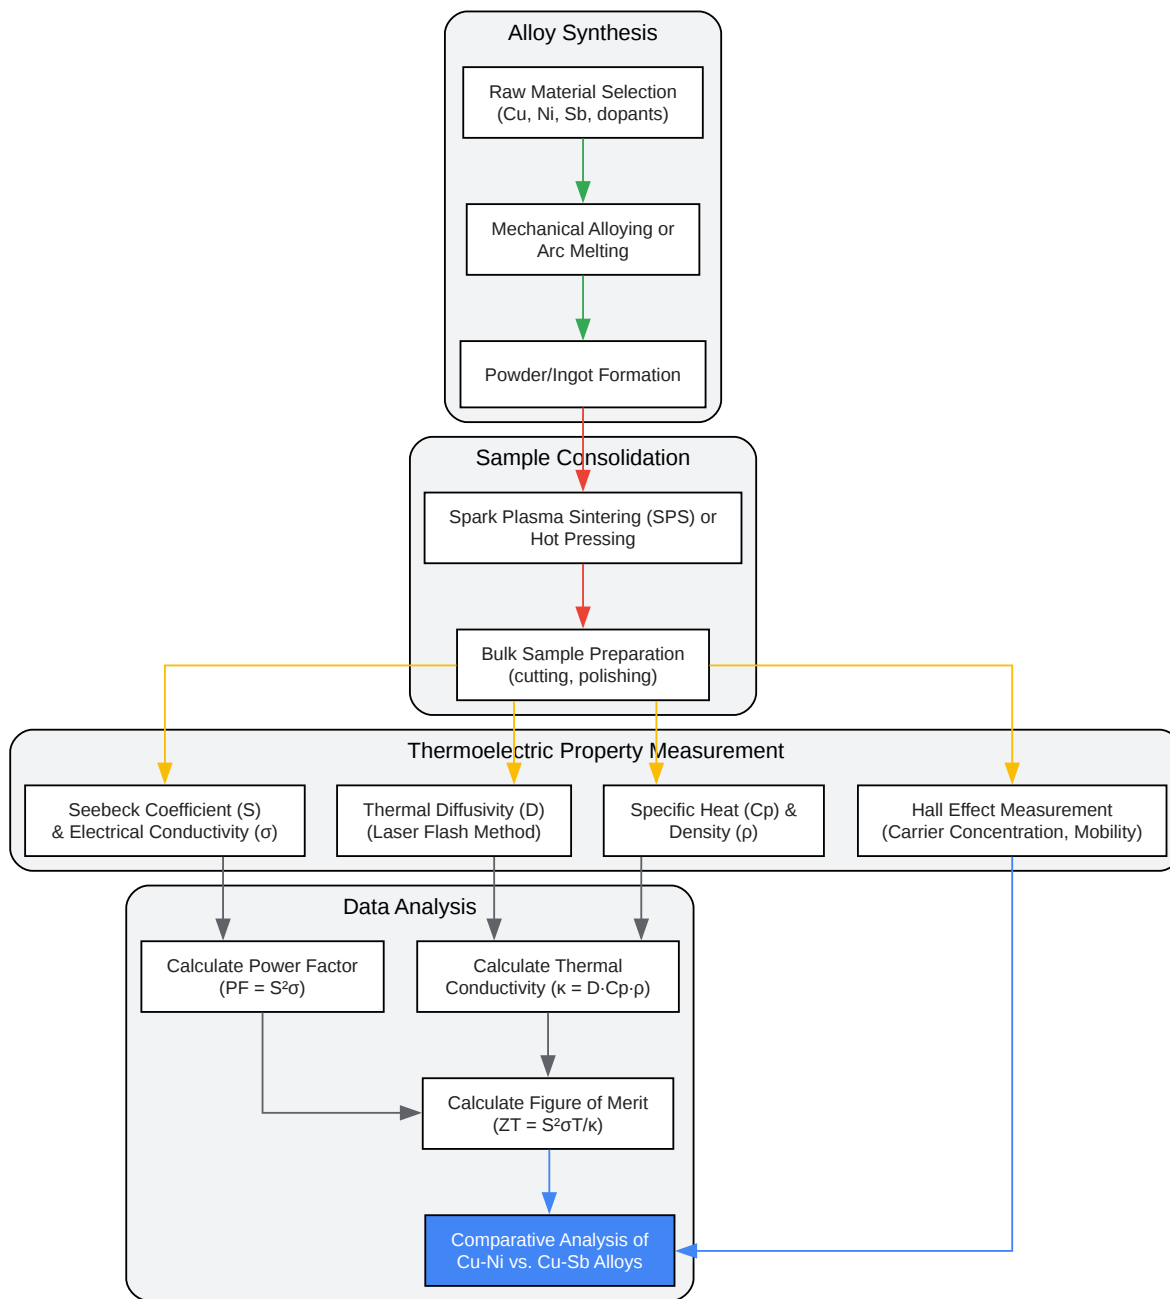 Alloy Synthesis
Raw Material Selection
(Cu, Ni, Sb, dopants)
Mechanical Alloying or
Arc Melting
Powder/Ingot Formation
Sample Consolidation
Spark Plasma Sintering (SPS) or
Hot Pressing
Bulk Sample Preparation
(cutting, polishing)
Thermoelectric Property Measurement
Seebeck Coefficient (S)
& Electrical Conductivity (σ)
Thermal Diffusivity (D)
(Laser Flash Method)
Specific Heat (Cp) &
Density (ρ)
Hall Effect Measurement
(Carrier Concentration, Mobility)
Data Analysis
Calculate Power Factor
(PF = S²σ)
Calculate Thermal
Conductivity (κ = D·Cp·ρ)
Calculate Figure of Merit
(ZT = S²σT/κ)
Comparative Analysis of
Cu-Ni vs. Cu-Sb Alloys